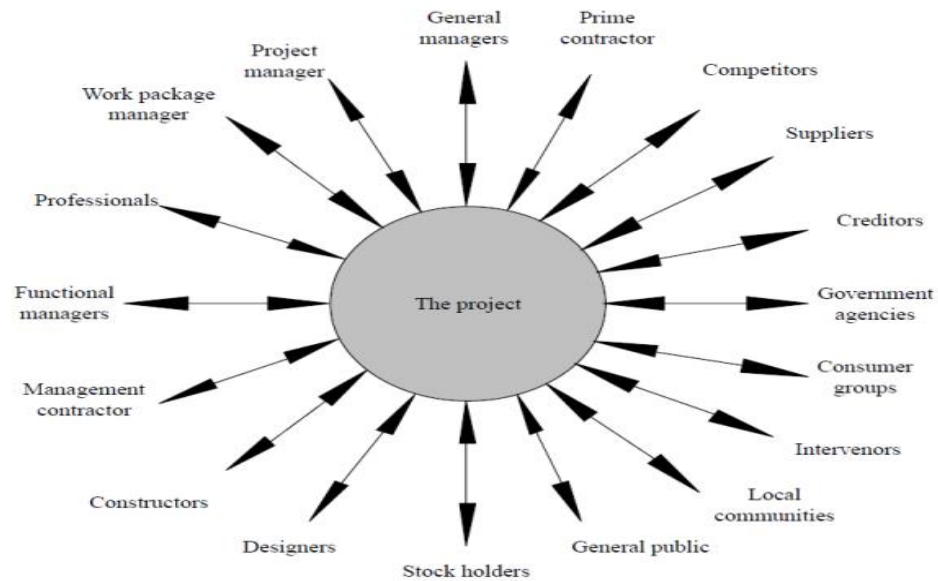 General
managers
Prime
contractor
Project
manager
Competitors
Work package
manager
Suppliers
Professionals
Creditors
Functional
managers
The project
Government
agencies
Consumer
groups
Management
contractor
Intervenors
Constructors
Local
communities
Designers
General public
Stock holders